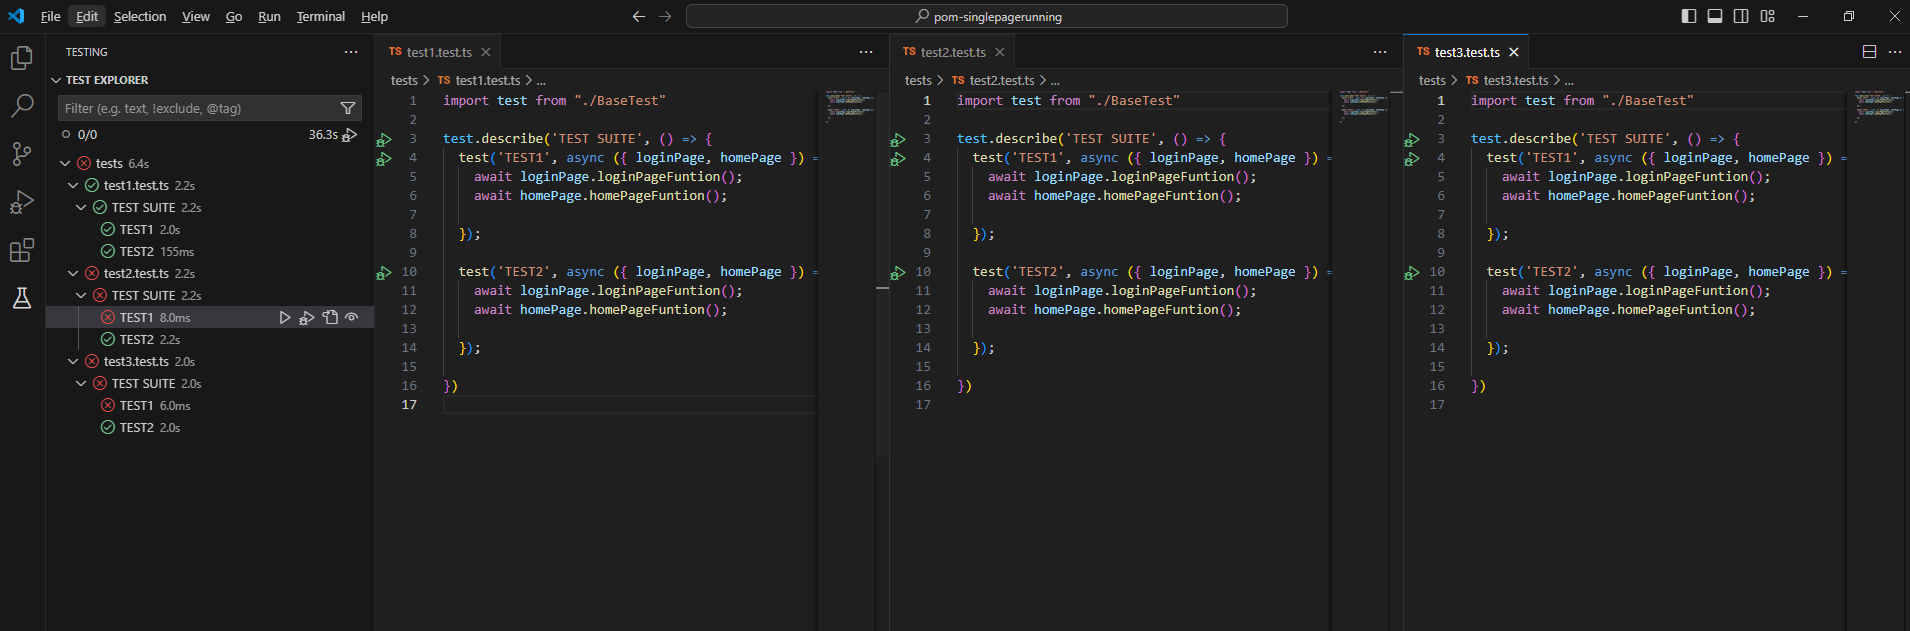 File Edit Selection View Go Run Terminal Help
pom-singlepagerunning
TESTING
TEST EXPLORER
Filter (e.g. text, !exclude, @tag)
0/0 36.3s
tests 6.4s
test1.test.ts 2.2s
TEST SUITE 2.2s
TEST1 2.0s
TEST2 155ms
test2.test.ts 2.2s
TEST SUITE 2.2s
TEST1 8.0ms
TEST2 2.2s
test3.test.ts 2.0s
TEST SUITE 2.0s
TEST1 6.0ms
TEST2 2.0s
TS test1.test.ts
tests > TS test1.test.ts > ...
1 import test from "./BaseTest"
2
3 test.describe('TEST SUITE', () => {
4 test('TEST1', async ({ loginPage, homePage }) =
5 await loginPage.loginPageFuntion();
6 await homePage.homePageFuntion();
7
8 });
9
10 test('TEST2', async ({ loginPage, homePage }) =
11 await loginPage.loginPageFuntion();
12 await homePage.homePageFuntion();
13
14 });
15
16 })
17
TS test2.test.ts
tests > TS test2.test.ts > ...
1 import test from "./BaseTest"
2
3 test.describe('TEST SUITE', () => {
4 test('TEST1', async ({ loginPage, homePage }) =
5 await loginPage.loginPageFuntion();
6 await homePage.homePageFuntion();
7
8 });
9
10 test('TEST2', async ({ loginPage, homePage }) =
11 await loginPage.loginPageFuntion();
12 await homePage.homePageFuntion();
13
14 });
15
16 })
17
TS test3.test.ts
tests > TS test3.test.ts > ...
1 import test from "./BaseTest"
2
3 test.describe('TEST SUITE', () => {
4 test('TEST1', async ({ loginPage, homePage }) =
5 await loginPage.loginPageFuntion();
6 await homePage.homePageFuntion();
7
8 });
9
10 test('TEST2', async ({ loginPage, homePage }) =
11 await loginPage.loginPageFuntion();
12 await homePage.homePageFuntion();
13
14 });
15
16 })
17